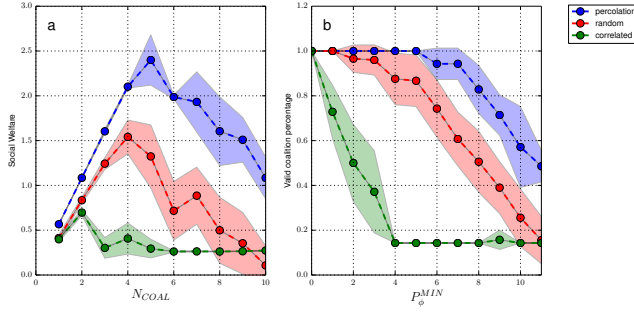 a
3.0
2.5
2.0
1.5
1.0
0.5
0.0
Social Welfare
0 2 4 6 8 10
N_COAL
b
1.2
1.0
0.8
0.6
0.4
0.2
0.0
Valid coalition percentage
0 2 4 6 8 10
P_ϕ^MIN
percolation
random
correlated